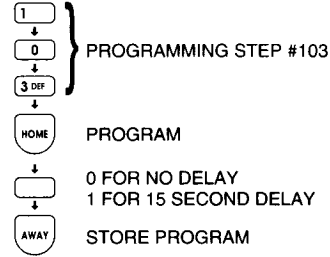 1
0
3 DEF
PROGRAMMING STEP #103
HOME PROGRAM
0 FOR NO DELAY
1 FOR 15 SECOND DELAY
AWAY STORE PROGRAM